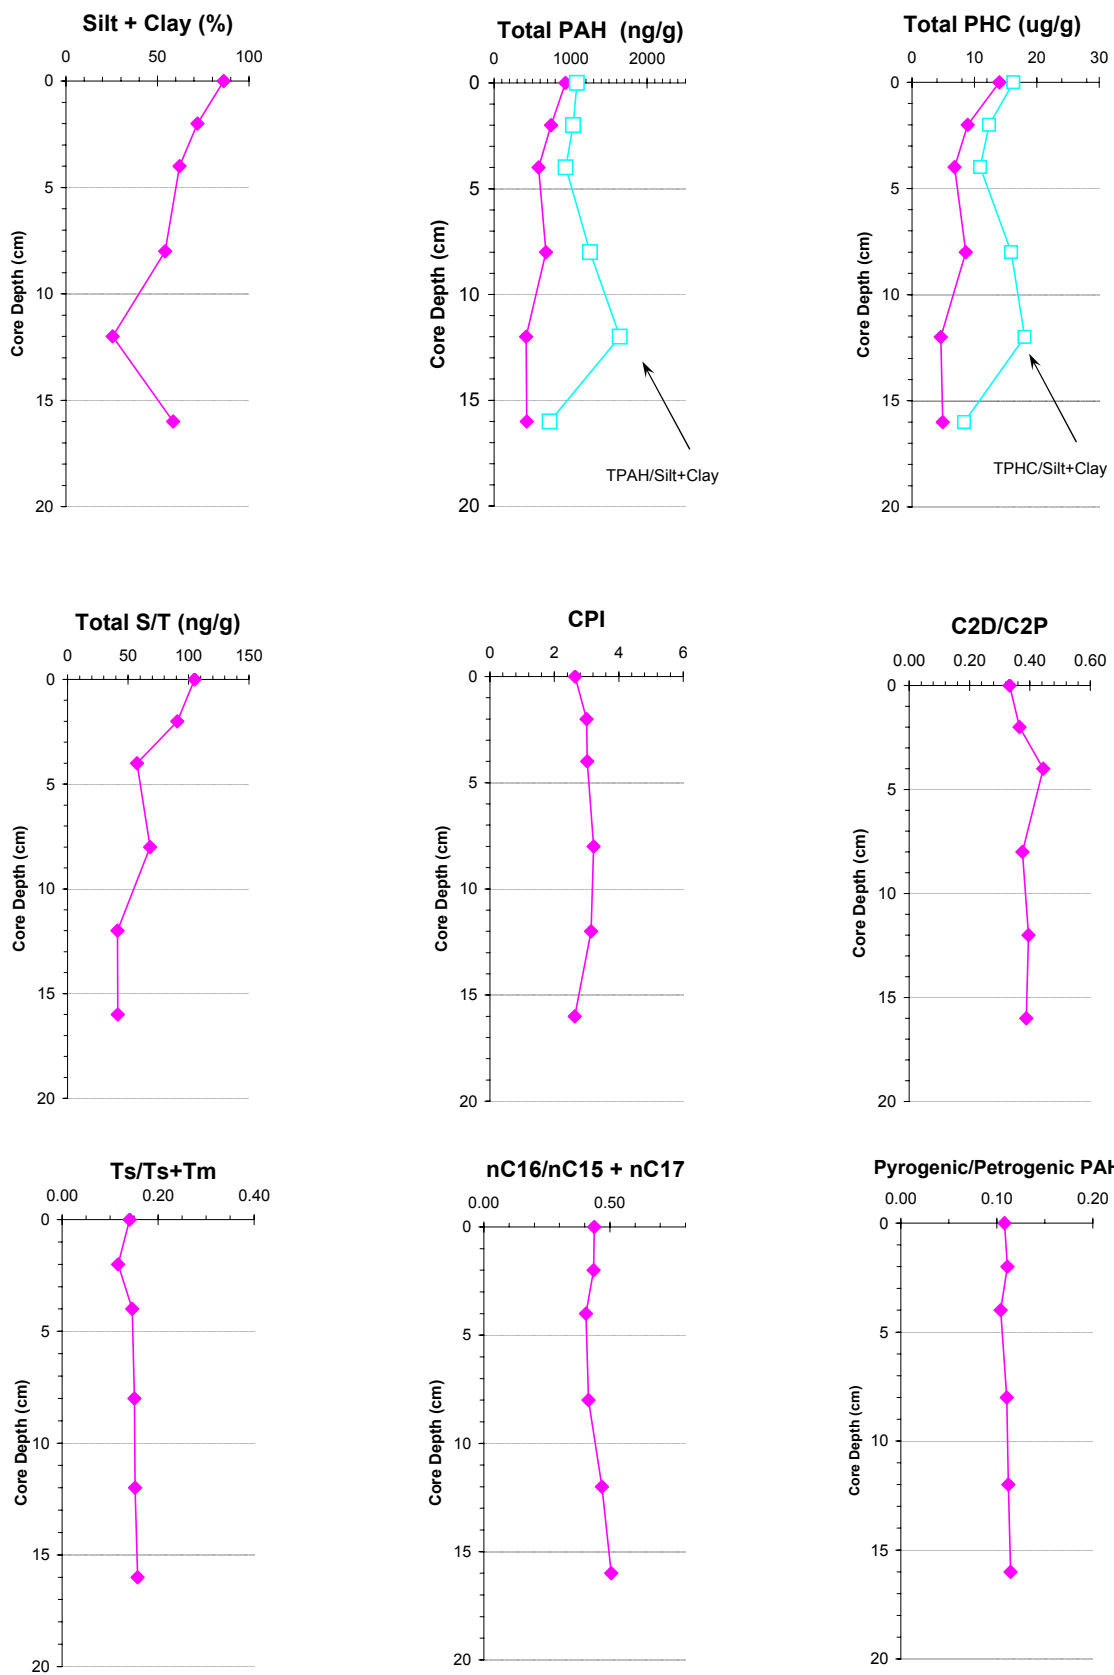 Silt + Clay (%)
0 50 100
0
5
10
15
20
Core Depth (cm)
Total PAH (ng/g)
0 1000 2000
0
5
10
15
20
Core Depth (cm)
TPAH/Silt+Clay
Total PHC (ug/g)
0 10 20 30
0
5
10
15
20
Core Depth (cm)
TPHC/Silt+Clay
Total S/T (ng/g)
0 50 100 150
0
5
10
15
20
Core Depth (cm)
CPI
0 2 4 6
0
5
10
15
20
Core Depth (cm)
C2D/C2P
0.00 0.20 0.40 0.60
0
5
10
15
20
Core Depth (cm)
Ts/Ts+Tm
0.00 0.20 0.40
0
5
10
15
20
Core Depth (cm)
nC16/nC15 + nC17
0.00 0.50
0
5
10
15
20
Core Depth (cm)
Pyrogenic/Petrogenic PAH
0.00 0.10 0.20
0
5
10
15
20
Core Depth (cm)